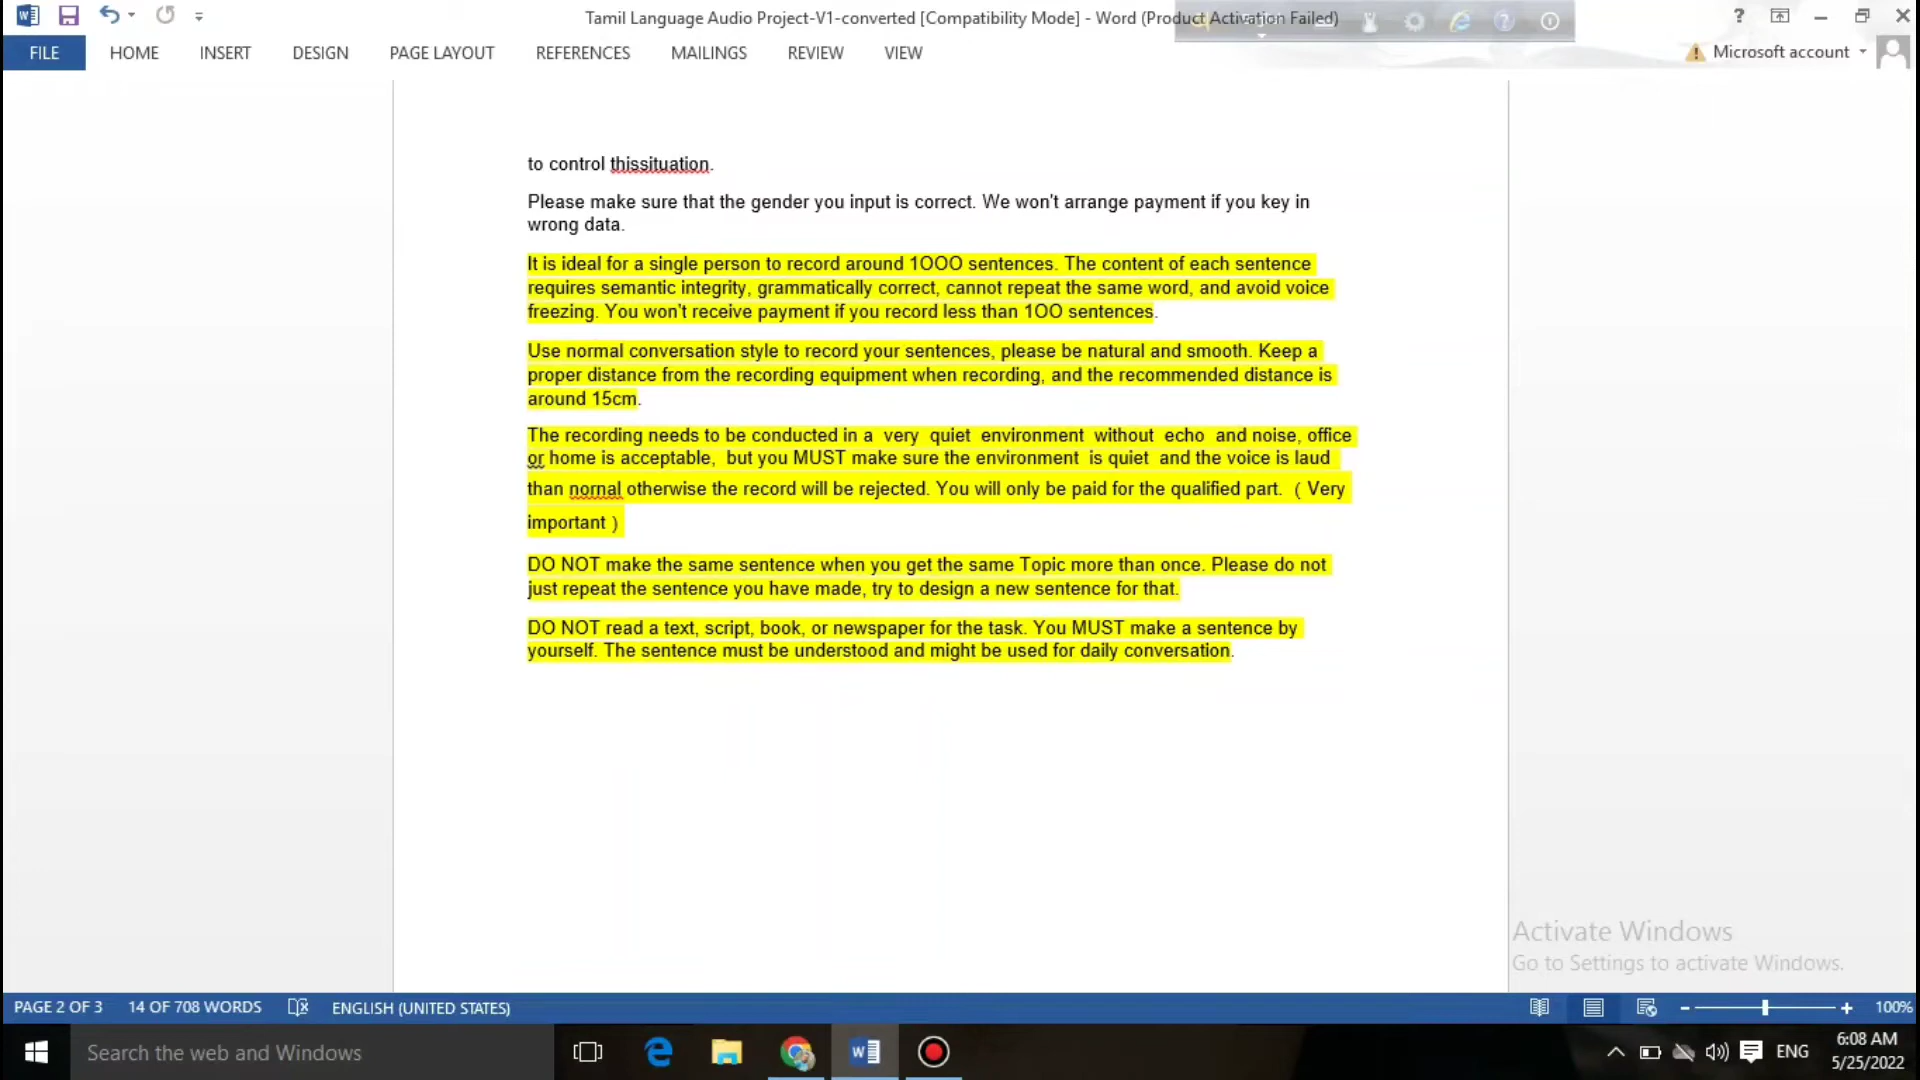 Tamil Language Audio Project-V1-converted [Compatibility Mode] - Word (Product Activation Failed)
FILE HOME INSERT DESIGN PAGE LAYOUT REFERENCES MAILINGS REVIEW VIEW Microsoft account
to control thissituation.
Please make sure that the gender you input is correct. We won't arrange payment if you key in
wrong data.
It is ideal for a single person to record around 1OOO sentences. The content of each sentence
requires semantic integrity, grammatically correct, cannot repeat the same word, and avoid voice
freezing. You won't receive payment if you record less than 1OO sentences.
Use normal conversation style to record your sentences, please be natural and smooth. Keep a
proper distance from the recording equipment when recording, and the recommended distance is
around 15cm.
The recording needs to be conducted in a very quiet environment without echo and noise, office
or home is acceptable, but you MUST make sure the environment is quiet and the voice is laud
than nornal otherwise the record will be rejected. You will only be paid for the qualified part. ( Very
important )
DO NOT make the same sentence when you get the same Topic more than once. Please do not
just repeat the sentence you have made, try to design a new sentence for that.
DO NOT read a text, script, book, or newspaper for the task. You MUST make a sentence by
yourself. The sentence must be understood and might be used for daily conversation.
Activate Windows
Go to Settings to activate Windows.
PAGE 2 OF 3 14 OF 708 WORDS ENGLISH (UNITED STATES) 100%
Search the web and Windows ENG 6:08 AM
5/25/2022